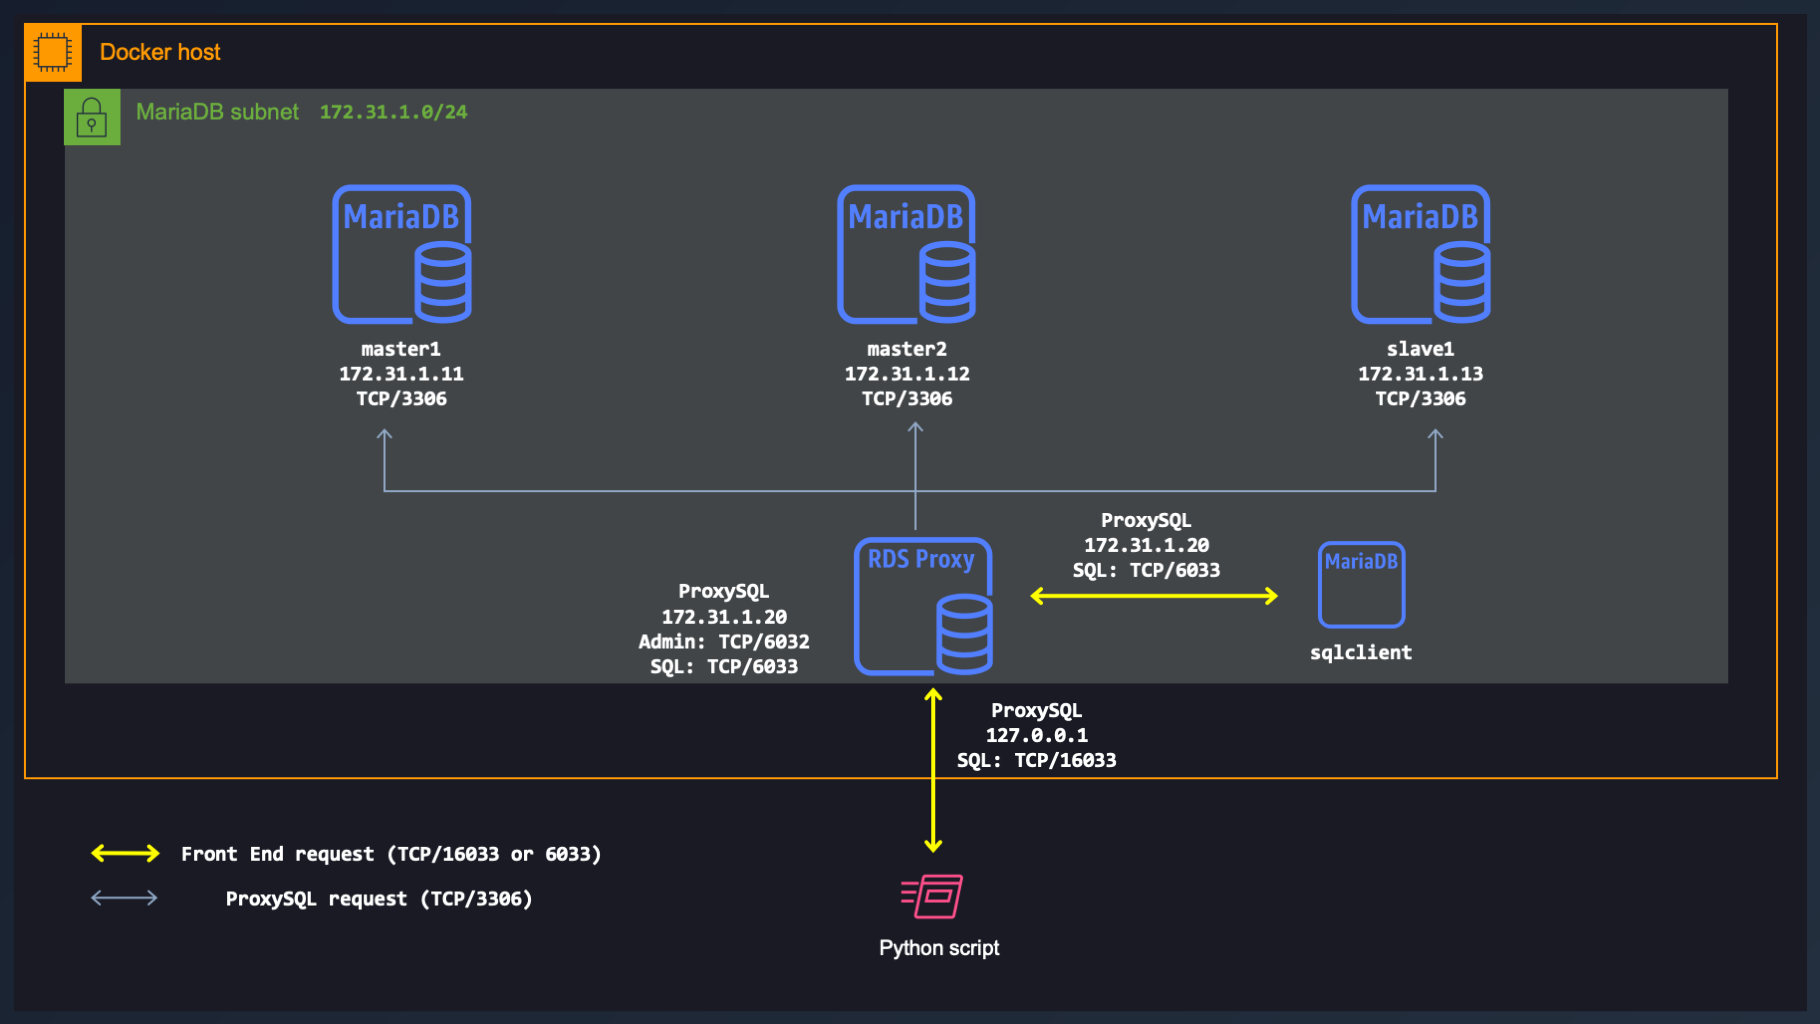 Docker host
MariaDB subnet 172.31.1.0/24
MariaDB
master1
172.31.1.11
TCP/3306
MariaDB
master2
172.31.1.12
TCP/3306
MariaDB
slave1
172.31.1.13
TCP/3306
ProxySQL
172.31.1.20
Admin: TCP/6032
SQL: TCP/6033
RDS Proxy
ProxySQL
172.31.1.20
SQL: TCP/6033
MariaDB
sqlclient
ProxySQL
127.0.0.1
SQL: TCP/16033
Front End request (TCP/16033 or 6033)
ProxySQL request (TCP/3306)
Python script